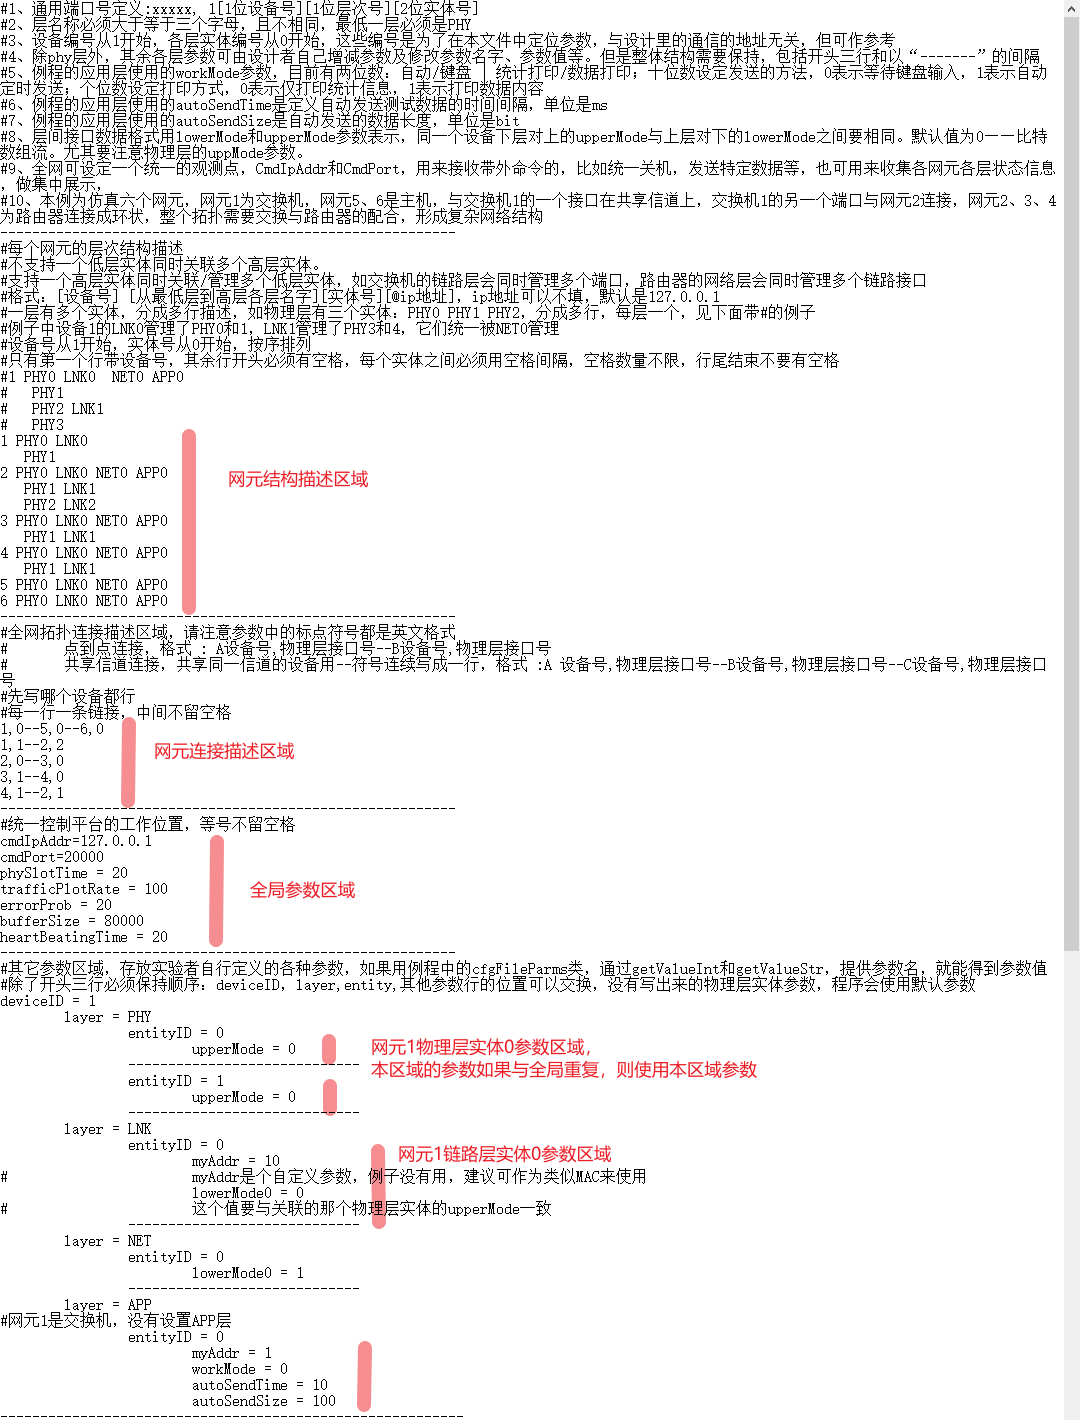 #1、通用端口号定义:xxxxx, 1[1位设备号][1位层次号][2位实体号]
#2、层名称必须大于等于三个字母，且不相同，最低一层必须是PHY
#3、设备编号从1开始，各层实体编号从0开始，这些编号是为了在本文件中定位参数，与设计里的通信的地址无关，但可作参考
#4、除phy层外，其余各层参数可由设计者自己增减参数及修改参数名字、参数值等。但是整体结构需要保持，包括开头三行和以“-------”的间隔
#5、例程的应用层使用的workMode参数，目前有两位数：自动/键盘 | 统计打印/数据打印；十位数设定发送的方法，0表示等待键盘输入，1表示自动
定时发送；个位数设定打印方式，0表示仅打印统计信息，1表示打印数据内容
#6、例程的应用层使用的autoSendTime是定义自动发送测试数据的时间间隔，单位是ms
#7、例程的应用层使用的autoSendSize是自动发送的数据长度，单位是bit
#8、层间接口数据格式用lowerMode和upperMode参数表示，同一个设备下层对上的upperMode与上层对下的lowerMode之间要相同。默认值为0——比特
数组流。尤其要注意物理层的uppMode参数。
#9、全网可设定一个统一的观测点，CmdIpAddr和CmdPort，用来接收带外命令的，比如统一关机，发送特定数据等，也可用来收集各网元各层状态信息
，做集中展示，
#10、本例为仿真六个网元，网元1为交换机，网元5、6是主机，与交换机1的一个接口在共享信道上，交换机1的另一个端口与网元2连接，网元2、3、4
为路由器连接成环状，整个拓扑需要交换与路由器的配合，形成复杂网络结构
---------------------------------------------------------
#每个网元的层次结构描述
#不支持一个低层实体同时关联多个高层实体。
#支持一个高层实体同时关联/管理多个低层实体，如交换机的链路层会同时管理多个端口，路由器的网络层会同时管理多个链路接口
#格式：[设备号] [从最低层到高层各层名字][实体号][@ip地址]，ip地址可以不填，默认是127.0.0.1
#一层有多个实体，分成多行描述，如物理层有三个实体：PHY0 PHY1 PHY2，分成多行，每层一个，见下面带#的例子
#例子中设备1的LNK0管理了PHY0和1，LNK1管理了PHY3和4，它们统一被NET0管理
#设备号从1开始，实体号从0开始，按序排列
#只有第一个行带设备号，其余行开头必须有空格，每个实体之间必须用空格间隔，空格数量不限，行尾结束不要有空格
#1 PHY0 LNK0  NET0 APP0
#   PHY1
#   PHY2 LNK1
#   PHY3
1 PHY0 LNK0
   PHY1
2 PHY0 LNK0 NET0 APP0
网元结构描述区域
   PHY1 LNK1
   PHY2 LNK2
3 PHY0 LNK0 NET0 APP0
   PHY1 LNK1
4 PHY0 LNK0 NET0 APP0
   PHY1 LNK1
5 PHY0 LNK0 NET0 APP0
6 PHY0 LNK0 NET0 APP0
---------------------------------------------------------
#全网拓扑连接描述区域，请注意参数中的标点符号都是英文格式
#       点到点连接，格式 : A设备号,物理层接口号--B设备号,物理层接口号
#       共享信道连接，共享同一信道的设备用--符号连续写成一行，格式 :A 设备号,物理层接口号--B设备号,物理层接口号--C设备号,物理层接口
号
#先写哪个设备都行
#每一行一条链接，中间不留空格
1,0--5,0--6,0
1,1--2,2
网元连接描述区域
2,0--3,0
3,1--4,0
4,1--2,1
---------------------------------------------------------
#统一控制平台的工作位置，等号不留空格
cmdIpAddr=127.0.0.1
cmdPort=20000
phySlotTime = 20
trafficPlotRate = 100
全局参数区域
errorProb = 20
bufferSize = 80000
heartBeatingTime = 20
---------------------------------------------------------
#其它参数区域，存放实验者自行定义的各种参数，如果用例程中的cfgFileParms类，通过getValueInt和getValueStr，提供参数名，就能得到参数值
#除了开头三行必须保持顺序：deviceID，layer,entity,其他参数行的位置可以交换，没有写出来的物理层实体参数，程序会使用默认参数
deviceID = 1
        layer = PHY
                entityID = 0
                        upperMode = 0
网元1物理层实体0参数区域，
                -----------------------------
本区域的参数如果与全局重复，则使用本区域参数
                entityID = 1
                        upperMode = 0
                -----------------------------
        layer = LNK
                entityID = 0
网元1链路层实体0参数区域
                        myAddr = 10
#                       myAddr是个自定义参数，例子没有用，建议可作为类似MAC来使用
                        lowerMode0 = 0
#                       这个值要与关联的那个物理层实体的upperMode一致
                -----------------------------
        layer = NET
                entityID = 0
                        lowerMode0 = 1
                -----------------------------
        layer = APP
#网元1是交换机，没有设置APP层
                entityID = 0
                        myAddr = 1
                        workMode = 0
                        autoSendTime = 10
                        autoSendSize = 100
----------------------------------------------------------